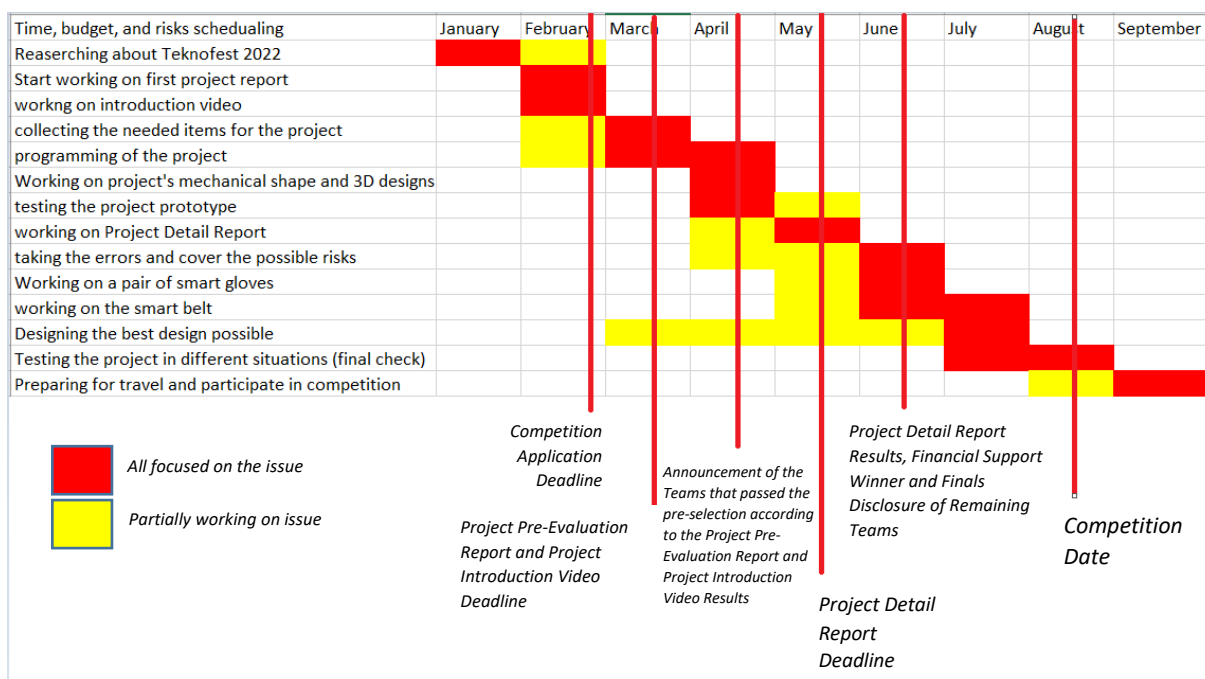 Time, budget, and risks schedualing January February March April May June July August September
Reaserching about Teknofest 2022
Start working on first project report
workng on introduction video
collecting the needed items for the project
programming of the project
Working on project's mechanical shape and 3D designs
testing the project prototype
working on Project Detail Report
taking the errors and cover the possible risks
Working on a pair of smart gloves
working on the smart belt
Designing the best design possible
Testing the project in different situations (final check)
Preparing for travel and participate in competition
All focused on the issue
Partially working on issue
Competition
Application
Deadline
Project Pre-Evaluation
Report and Project
Introduction Video
Deadline
Announcement of the
Teams that passed the
pre-selection according
to the Project Pre-
Evaluation Report and
Project Introduction
Video Results
Project Detail
Report
Deadline
Project Detail Report
Results, Financial Support
Winner and Finals
Disclosure of Remaining
Teams
Competition
Date